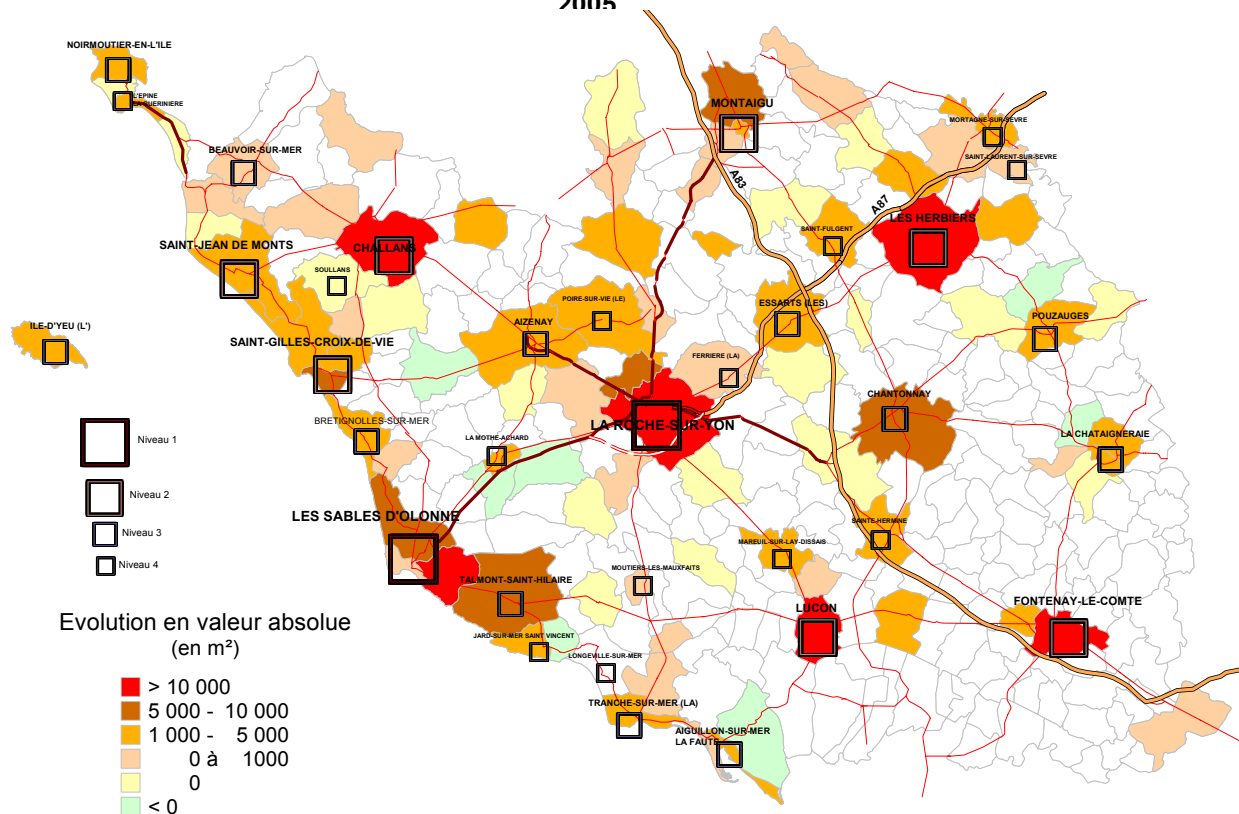 2005
NOIRMOUTIER-EN-L'ILE
L'EPINE
LA GUERINIERE
BEAUVOIR-SUR-MER
MONTAIGU
MORTAGNE-SUR-SEVRE
SAINT-LAURENT-SUR-SEVRE
A83
A87
LES HERBIERS
SAINT-FULGENT
SAINT-JEAN DE MONTS
CHALLANS
SOULLANS
POIRE-SUR-VIE (LE)
ESSARTS (LES)
POUZAUGES
ILE-D'YEU (L')
AIZENAY
SAINT-GILLES-CROIX-DE-VIE
FERRIERE (LA)
CHANTONNAY
BRETIGNOLLES-SUR-MER
LA ROCHE-SUR-YON
LA MOTHE-ACHARD
LA CHATAIGNERAIE
Niveau 1
Niveau 2
Niveau 3
Niveau 4
LES SABLES D'OLONNE
SAINTE-HERMINE
MAREUIL-SUR-LAY-DISSAIS
MOUTIERS-LES-MAUXFAITS
TALMONT-SAINT-HILAIRE
LUCON
FONTENAY-LE-COMTE
JARD-SUR-MER SAINT VINCENT
LONGEVILLE-SUR-MER
TRANCHE-SUR-MER (LA)
AIGUILLON-SUR-MER
LA FAUTE
Evolution en valeur absolue
(en m²)
> 10 000
5 000 - 10 000
1 000 - 5 000
0 à 1000
0
< 0